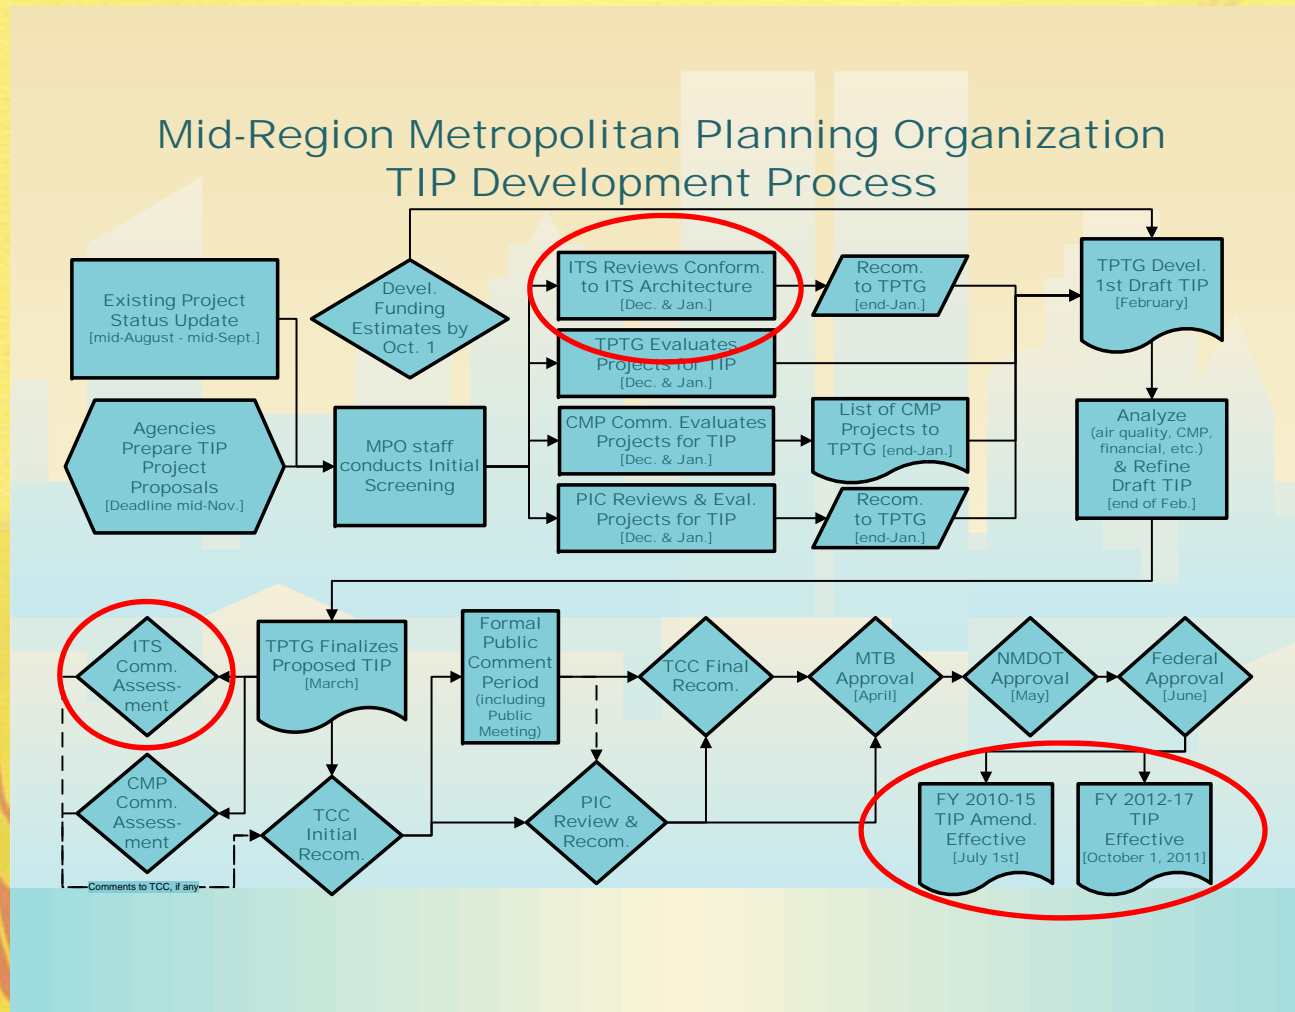 Mid-Region Metropolitan Planning Organization
TIP Development Process
Existing Project
Status Update
[mid-August - mid-Sept.]
Devel.
Funding
Estimates by
Oct. 1
ITS Reviews Conform.
to ITS Architecture
[Dec. & Jan.]
Recom.
to TPTG
[end-Jan.]
TPTG Devel.
1st Draft TIP
[February]
TPTG Evaluates
Projects for TIP
[Dec. & Jan.]
Agencies
Prepare TIP
Project
Proposals
[Deadline mid-Nov.]
MPO staff
conducts Initial
Screening
CMP Comm. Evaluates
Projects for TIP
[Dec. & Jan.]
List of CMP
Projects to
TPTG [end-Jan.]
Analyze
(air quality, CMP,
financial, etc.)
& Refine
Draft TIP
[end of Feb.]
PIC Reviews & Eval.
Projects for TIP
[Dec. & Jan.]
Recom.
to TPTG
[end-Jan.]
ITS
Comm.
Assess-
ment
TPTG Finalizes
Proposed TIP
[March]
Formal
Public
Comment
Period
(including
Public
Meeting)
TCC Final
Recom.
MTB
Approval
[April]
NMDOT
Approval
[May]
Federal
Approval
[June]
CMP
Comm.
Assess-
ment
TCC
Initial
Recom.
PIC
Review &
Recom.
FY 2010-15
TIP Amend.
Effective
[July 1st]
FY 2012-17
TIP
Effective
[October 1, 2011]
Comments to TCC, if any